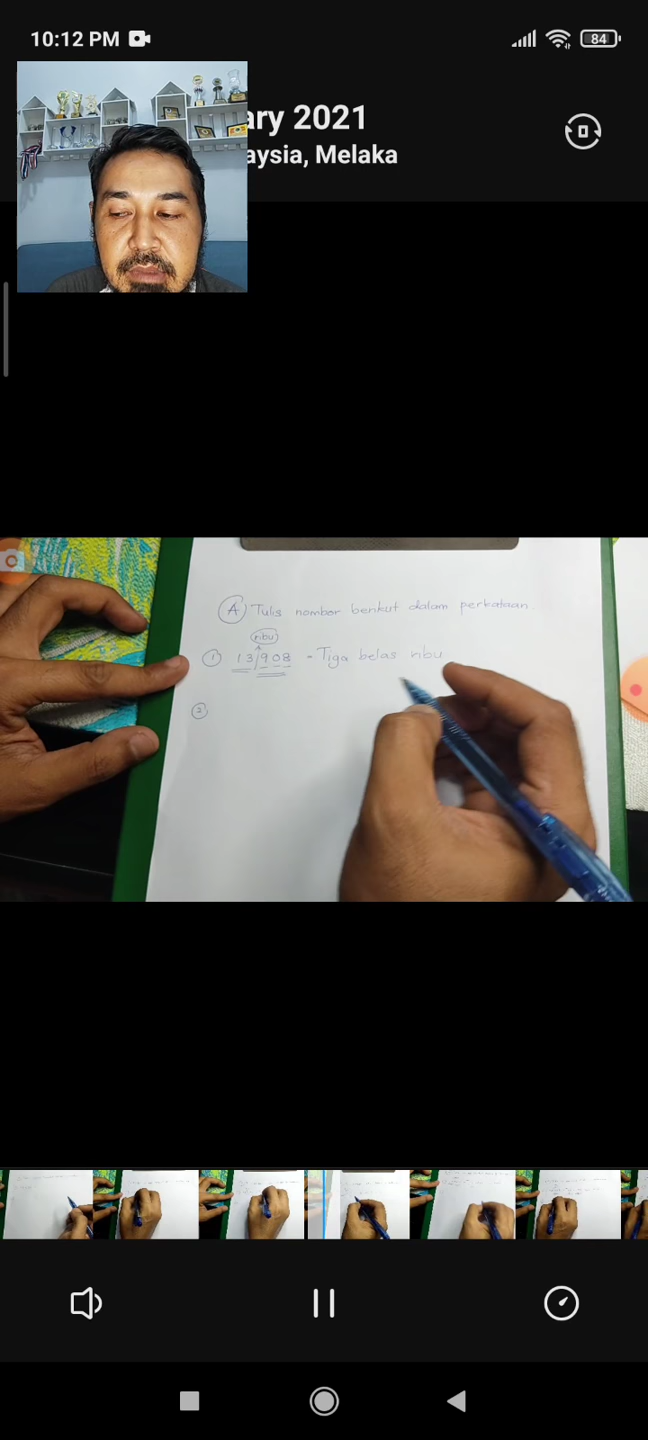 10:12 PM
84
ary 2021
aysia, Melaka
A Tulis nombor berikut dalam perkataan.
ribu
1 13/908 - Tiga belas ribu
2